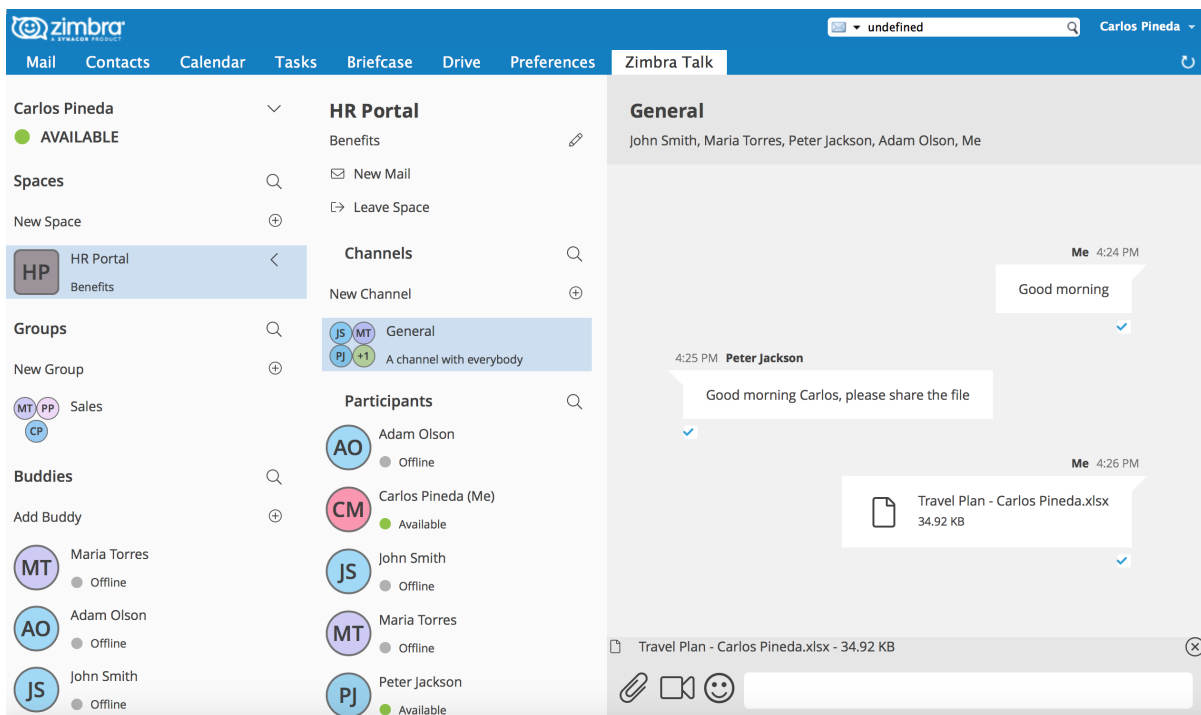 zimbra
A SYNACOR PRODUCT
undefined
Carlos Pineda
Mail Contacts Calendar Tasks Briefcase Drive Preferences Zimbra Talk
Carlos Pineda
AVAILABLE
Spaces
New Space
HP
HR Portal
Benefits
Groups
New Group
MT PP CP
Sales
Buddies
Add Buddy
MT
Maria Torres
Offline
AO
Adam Olson
Offline
JS
John Smith
Offline
HR Portal
Benefits
New Mail
Leave Space
Channels
New Channel
JS MT
PJ +1
General
A channel with everybody
Participants
AO
Adam Olson
Offline
CM
Carlos Pineda (Me)
Available
JS
John Smith
Offline
MT
Maria Torres
Offline
PJ
Peter Jackson
Available
General
John Smith, Maria Torres, Peter Jackson, Adam Olson, Me
Me 4:24 PM
Good morning
4:25 PM Peter Jackson
Good morning Carlos, please share the file
Me 4:26 PM
Travel Plan - Carlos Pineda.xlsx
34.92 KB
Travel Plan - Carlos Pineda.xlsx - 34.92 KB